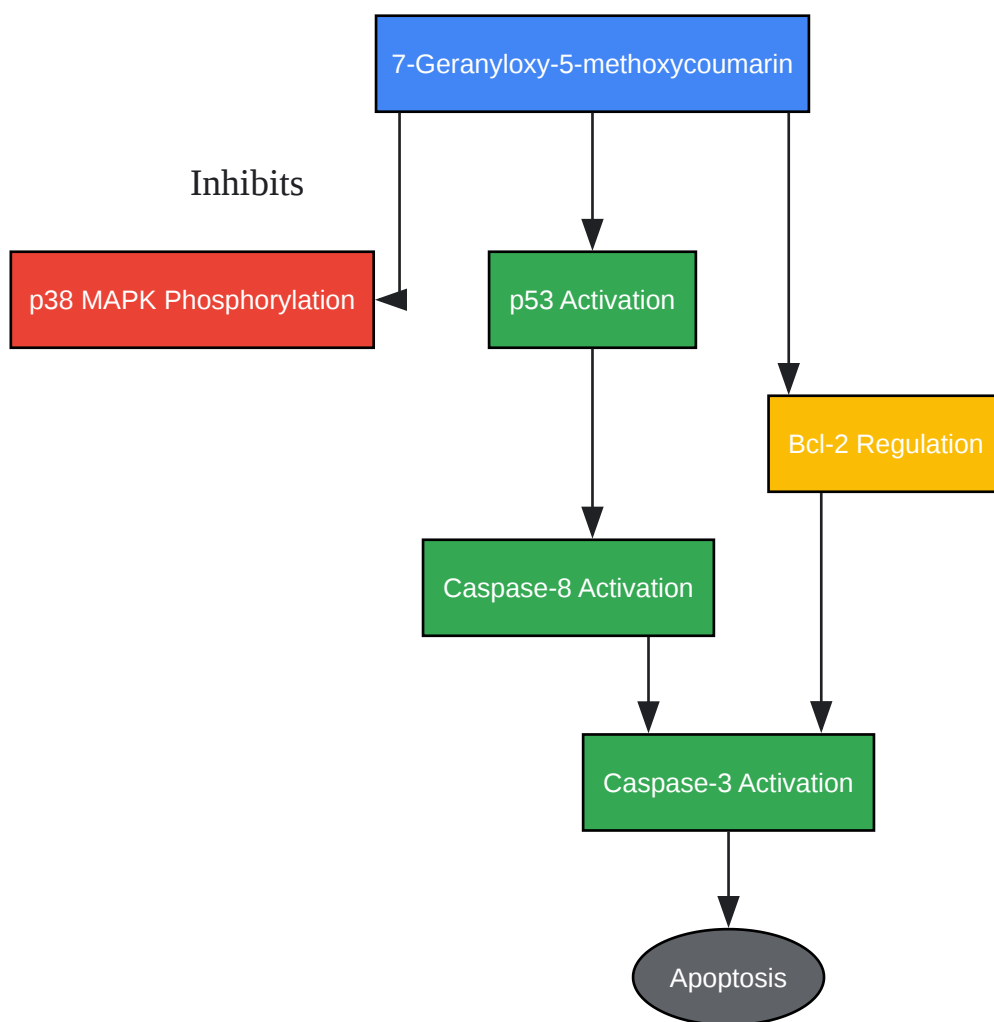 7-Geranyloxy-5-methoxycoumarin
Inhibits
p38 MAPK Phosphorylation
p53 Activation
Bcl-2 Regulation
Caspase-8 Activation
Caspase-3 Activation
Apoptosis